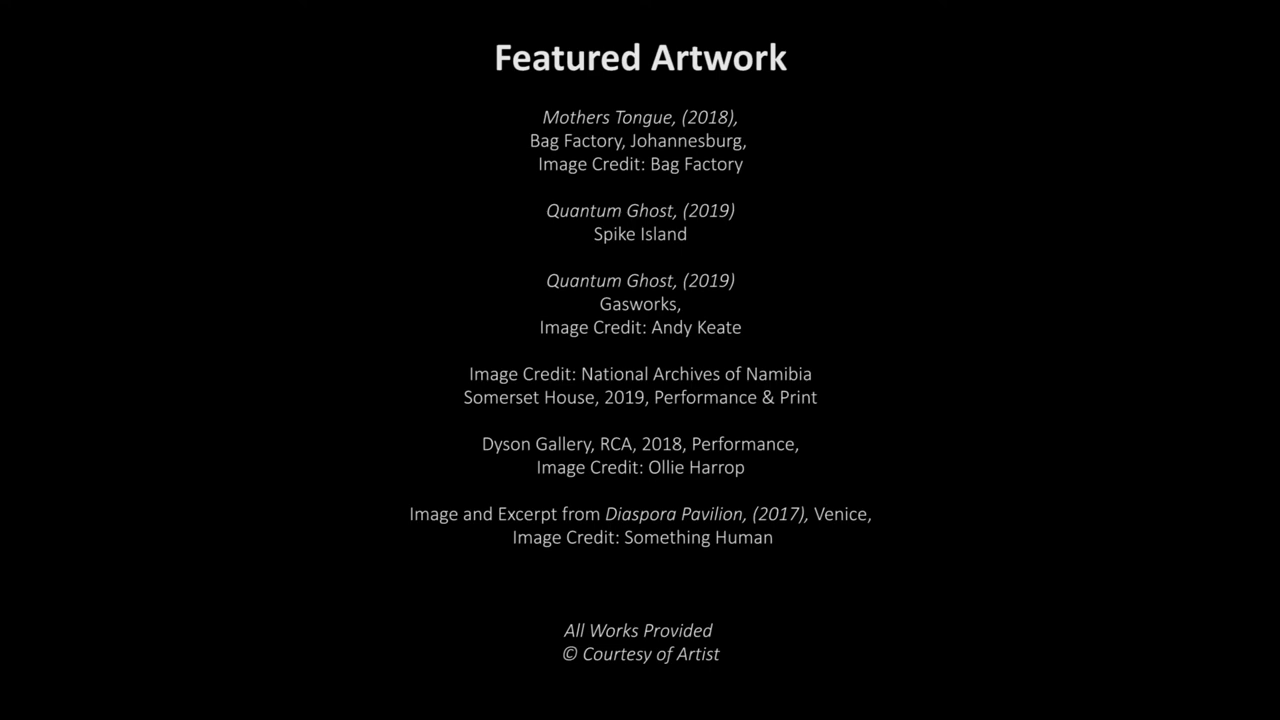 Featured Artwork
Mothers Tongue, (2018),
Bag Factory, Johannesburg,
Image Credit: Bag Factory
Quantum Ghost, (2019)
Spike Island
Quantum Ghost, (2019)
Gasworks,
Image Credit: Andy Keate
Image Credit: National Archives of Namibia
Somerset House, 2019, Performance & Print
Dyson Gallery, RCA, 2018, Performance,
Image Credit: Ollie Harrop
Image and Excerpt from Diaspora Pavilion, (2017), Venice,
Image Credit: Something Human
All Works Provided
© Courtesy of Artist